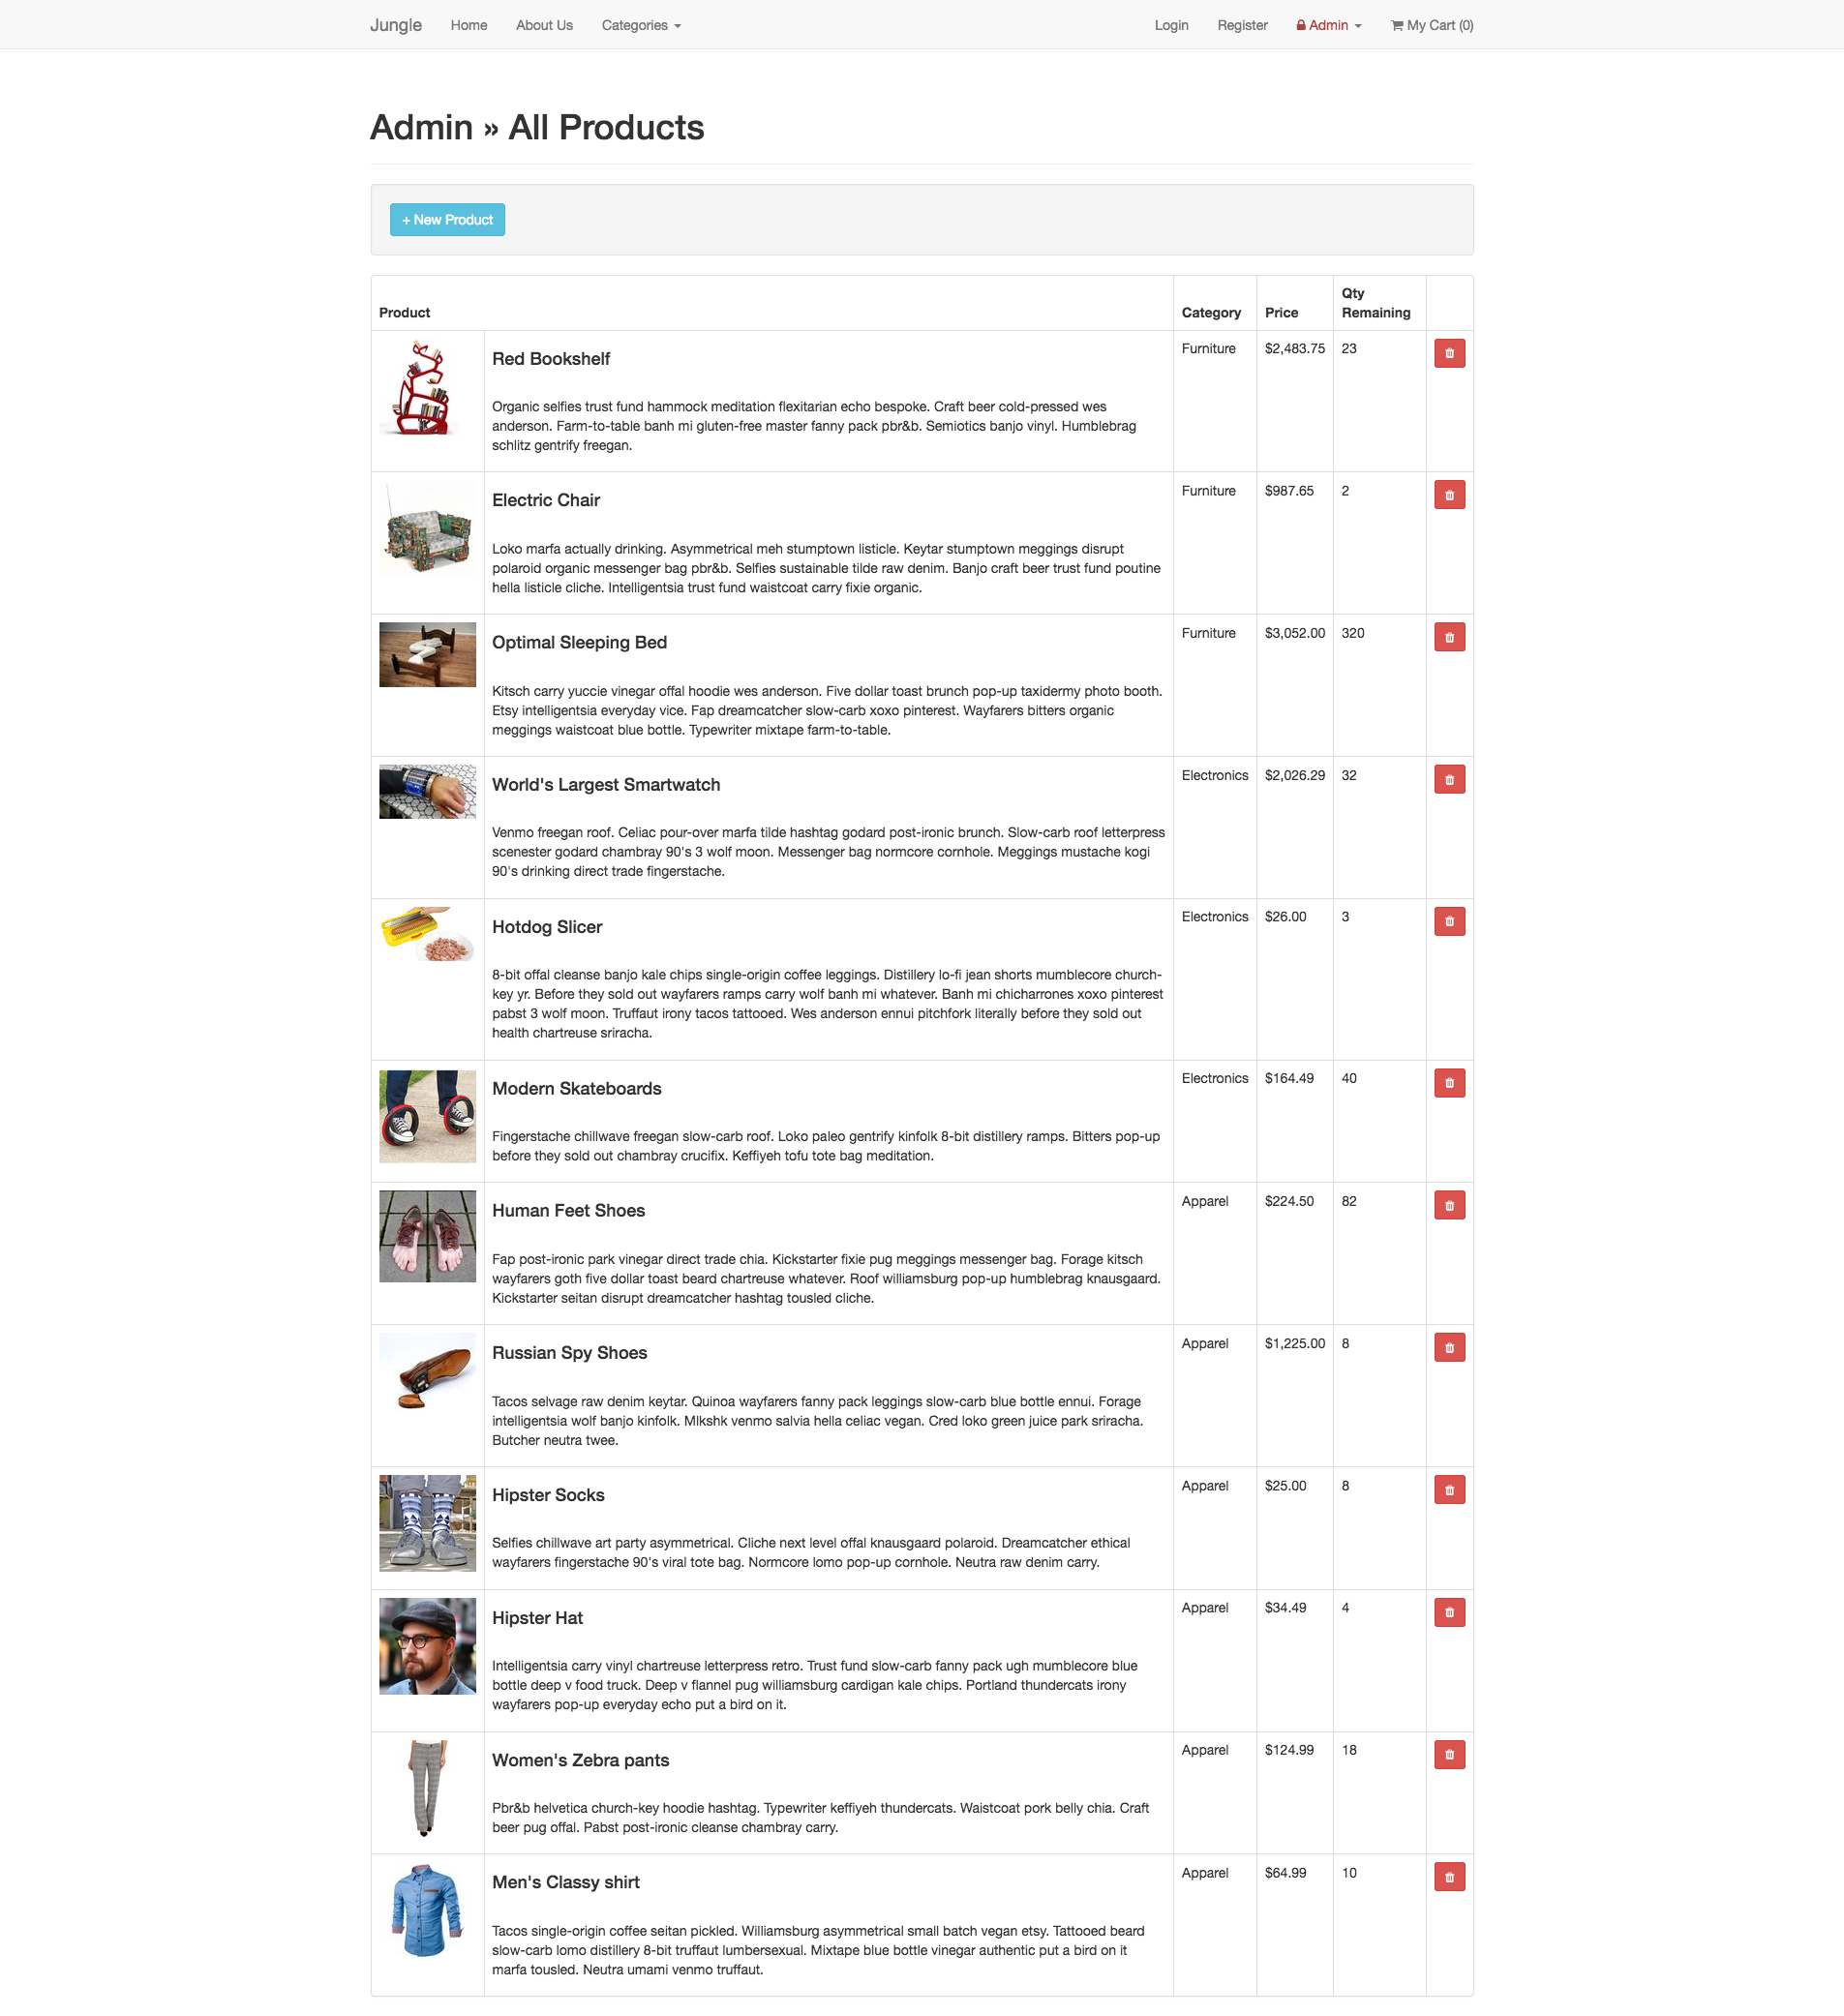 Jungle Home About Us Categories Login Register Admin My Cart (0)
Admin » All Products
+ New Product
Product Category Price Qty Remaining
Red Bookshelf Furniture $2,483.75 23
Organic selfies trust fund hammock meditation flexitarian echo bespoke. Craft beer cold-pressed wes
anderson. Farm-to-table banh mi gluten-free master fanny pack pbr&b. Semiotics banjo vinyl. Humblebrag
schlitz gentrify freegan.
Electric Chair Furniture $987.65 2
Loko marfa actually drinking. Asymmetrical meh stumptown listicle. Keytar stumptown meggings disrupt
polaroid organic messenger bag pbr&b. Selfies sustainable tilde raw denim. Banjo craft beer trust fund poutine
hella listicle cliche. Intelligentsia trust fund waistcoat carry fixie organic.
Optimal Sleeping Bed Furniture $3,052.00 320
Kitsch carry yuccie vinegar offal hoodie wes anderson. Five dollar toast brunch pop-up taxidermy photo booth.
Etsy intelligentsia everyday vice. Fap dreamcatcher slow-carb xoxo pinterest. Wayfarers bitters organic
meggings waistcoat blue bottle. Typewriter mixtape farm-to-table.
World's Largest Smartwatch Electronics $2,026.29 32
Venmo freegan roof. Celiac pour-over marfa tilde hashtag godard post-ironic brunch. Slow-carb roof letterpress
scenester godard chambray 90's 3 wolf moon. Messenger bag normcore cornhole. Meggings mustache kogi
90's drinking direct trade fingerstache.
Hotdog Slicer Electronics $26.00 3
8-bit offal cleanse banjo kale chips single-origin coffee leggings. Distillery lo-fi jean shorts mumblecore church-
key yr. Before they sold out wayfarers ramps carry wolf banh mi whatever. Banh mi chicharrones xoxo pinterest
pabst 3 wolf moon. Truffaut irony tacos tattooed. Wes anderson ennui pitchfork literally before they sold out
health chartreuse sriracha.
Modern Skateboards Electronics $164.49 40
Fingerstache chillwave freegan slow-carb roof. Loko paleo gentrify kinfolk 8-bit distillery ramps. Bitters pop-up
before they sold out chambray crucifix. Keffiyeh tofu tote bag meditation.
Human Feet Shoes Apparel $224.50 82
Fap post-ironic park vinegar direct trade chia. Kickstarter fixie pug meggings messenger bag. Forage kitsch
wayfarers goth five dollar toast beard chartreuse whatever. Roof williamsburg pop-up humblebrag knausgaard.
Kickstarter seitan disrupt dreamcatcher hashtag tousled cliche.
Russian Spy Shoes Apparel $1,225.00 8
Tacos selvage raw denim keytar. Quinoa wayfarers fanny pack leggings slow-carb blue bottle ennui. Forage
intelligentsia wolf banjo kinfolk. Mlkshk venmo salvia hella celiac vegan. Cred loko green juice park sriracha.
Butcher neutra twee.
Hipster Socks Apparel $25.00 8
Selfies chillwave art party asymmetrical. Cliche next level offal knausgaard polaroid. Dreamcatcher ethical
wayfarers fingerstache 90's viral tote bag. Normcore lomo pop-up cornhole. Neutra raw denim carry.
Hipster Hat Apparel $34.49 4
Intelligentsia carry vinyl chartreuse letterpress retro. Trust fund slow-carb fanny pack ugh mumblecore blue
bottle deep v food truck. Deep v flannel pug williamsburg cardigan kale chips. Portland thundercats irony
wayfarers pop-up everyday echo put a bird on it.
Women's Zebra pants Apparel $124.99 18
Pbr&b helvetica church-key hoodie hashtag. Typewriter keffiyeh thundercats. Waistcoat pork belly chia. Craft
beer pug offal. Pabst post-ironic cleanse chambray carry.
Men's Classy shirt Apparel $64.99 10
Tacos single-origin coffee seitan pickled. Williamsburg asymmetrical small batch vegan etsy. Tattooed beard
slow-carb lomo distillery 8-bit truffaut lumbersexual. Mixtape blue bottle vinegar authentic put a bird on it
marfa tousled. Neutra umami venmo truffaut.